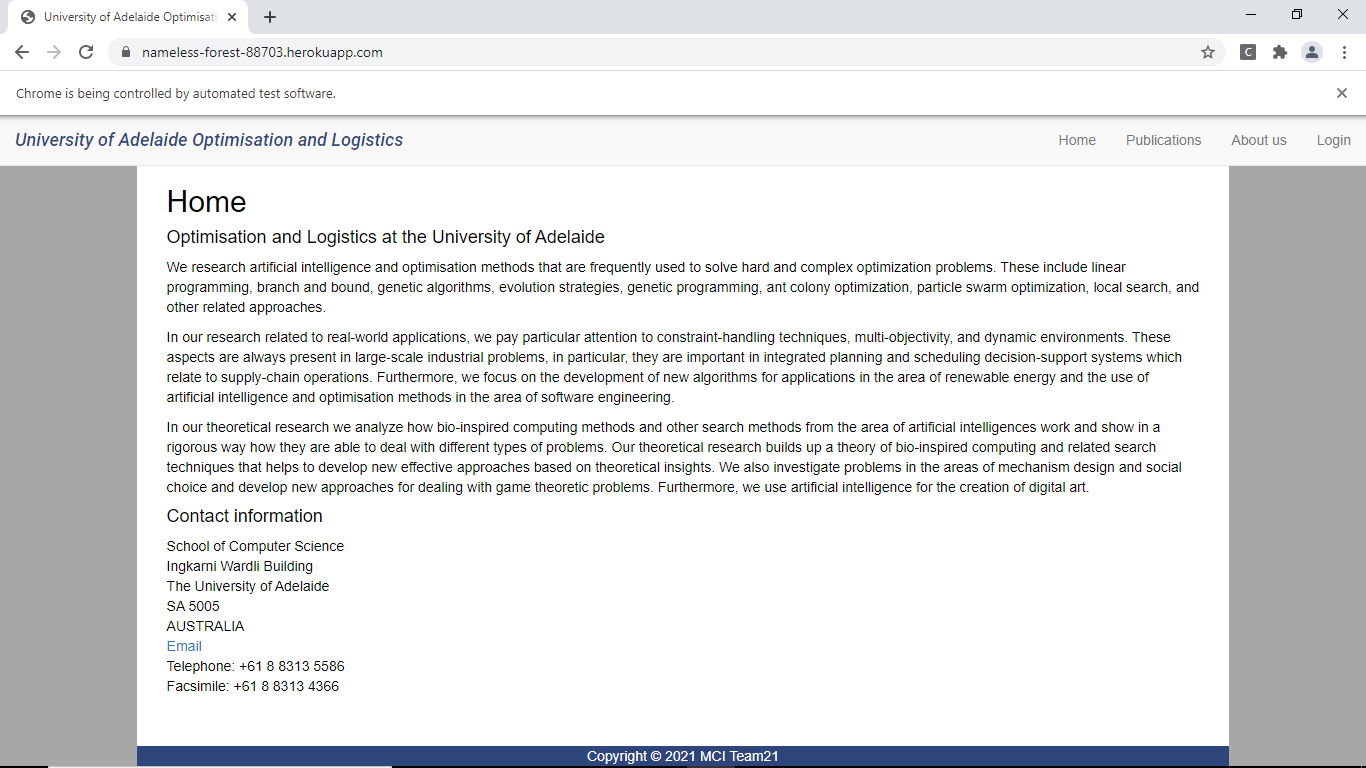 University of Adelaide Optimisati
nameless-forest-88703.herokuapp.com
C
Chrome is being controlled by automated test software.
University of Adelaide Optimisation and Logistics
Home
Publications
About us
Login
Home
Optimisation and Logistics at the University of Adelaide
We research artificial intelligence and optimisation methods that are frequently used to solve hard and complex optimization problems. These include linear
programming, branch and bound, genetic algorithms, evolution strategies, genetic programming, ant colony optimization, particle swarm optimization, local search, and
other related approaches.
In our research related to real-world applications, we pay particular attention to constraint-handling techniques, multi-objectivity, and dynamic environments. These
aspects are always present in large-scale industrial problems, in particular, they are important in integrated planning and scheduling decision-support systems which
relate to supply-chain operations. Furthermore, we focus on the development of new algorithms for applications in the area of renewable energy and the use of
artificial intelligence and optimisation methods in the area of software engineering.
In our theoretical research we analyze how bio-inspired computing methods and other search methods from the area of artificial intelligences work and show in a
rigorous way how they are able to deal with different types of problems. Our theoretical research builds up a theory of bio-inspired computing and related search
techniques that helps to develop new effective approaches based on theoretical insights. We also investigate problems in the areas of mechanism design and social
choice and develop new approaches for dealing with game theoretic problems. Furthermore, we use artificial intelligence for the creation of digital art.
Contact information
School of Computer Science
Ingkarni Wardli Building
The University of Adelaide
SA 5005
AUSTRALIA
Email
Telephone: +61 8 8313 5586
Facsimile: +61 8 8313 4366
Copyright © 2021 MCI Team21